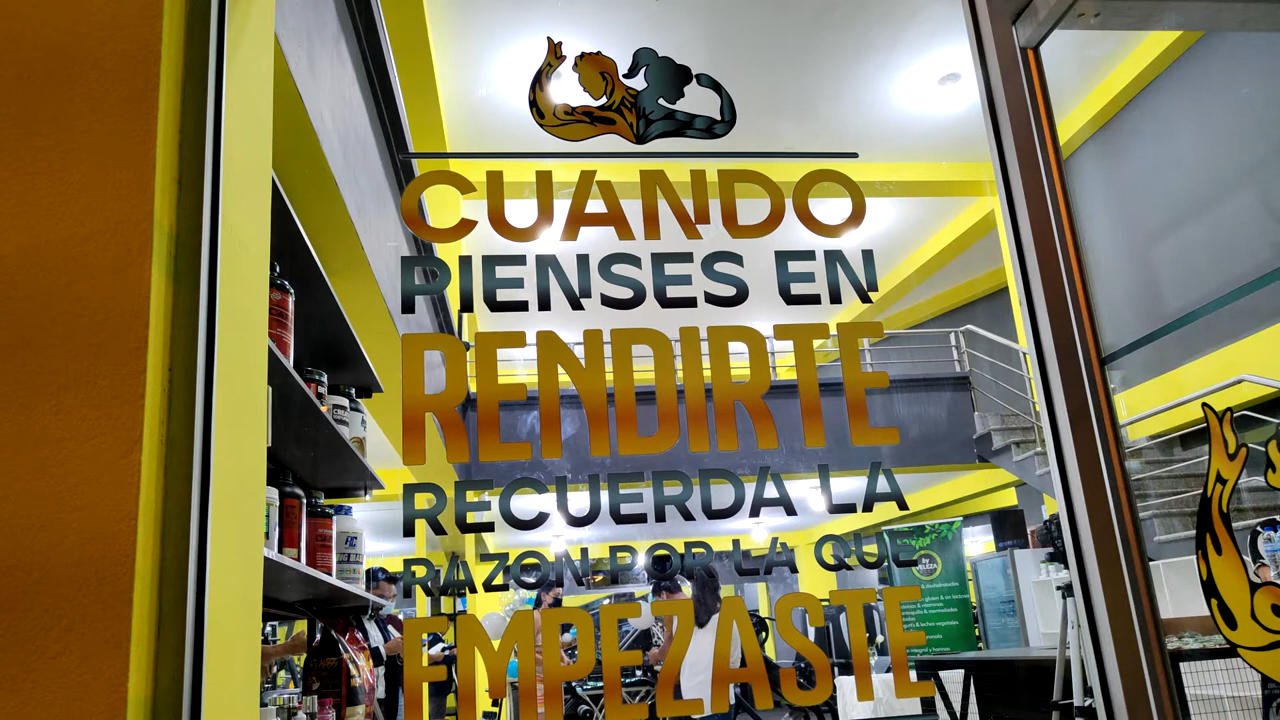 CUANDO
PIENSES EN
RENDIRTE
RECUERDA LA
RAZON POR LA QUE
EMPEZASTE